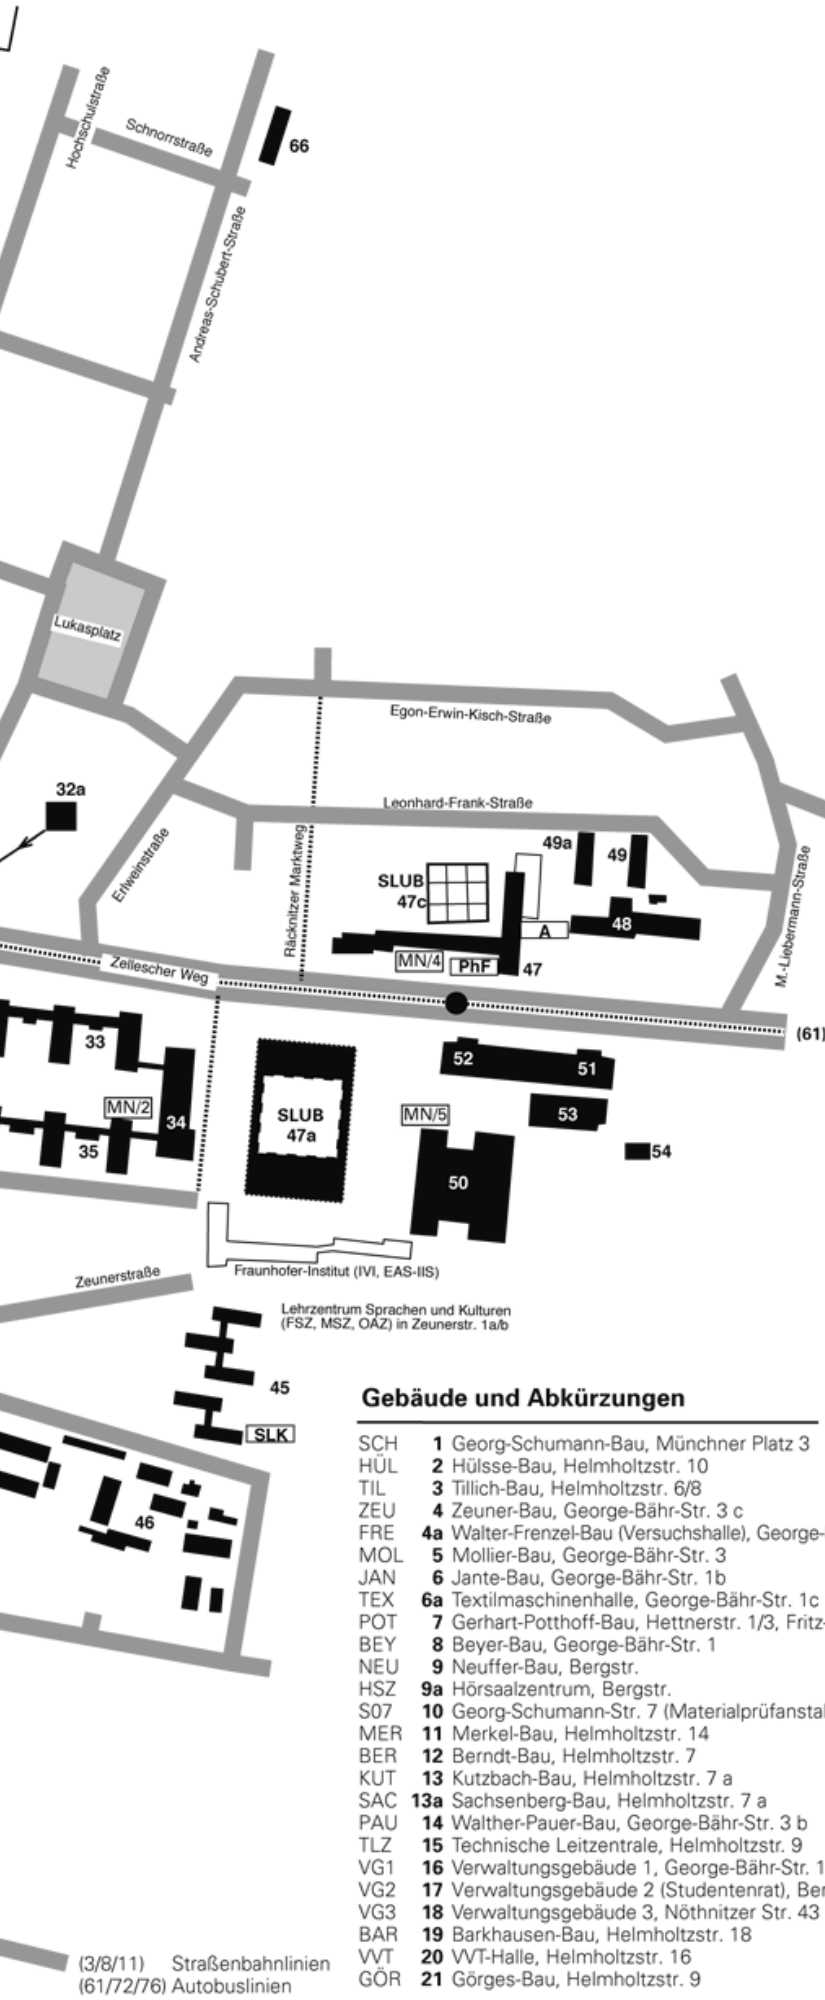 Hochschulstraße
Schnorrstraße
66
Andreas-Schubert-Straße
Lukasplatz
Egon-Erwin-Kisch-Straße
32a
Leonhard-Frank-Straße
Erlweinstraße
Räcknitzer Marktweg
49a
49
SLUB
47c
48
A
M.-Liebermann-Straße
MN/4
PhF
47
Zellescher Weg
(61)
33
52
51
MN/2
34
SLUB
47a
MN/5
53
35
54
50
Fraunhofer-Institut (IVI, EAS-IIS)
Zeunerstraße
Lehrzentrum Sprachen und Kulturen
(FSZ, MSZ, OAZ) in Zeunerstr. 1a/b
45
SLK
46
Gebäude und Abkürzungen
SCH 1 Georg-Schumann-Bau, Münchner Platz 3
HÜL 2 Hülsse-Bau, Helmholtzstr. 10
TIL 3 Tillich-Bau, Helmholtzstr. 6/8
ZEU 4 Zeuner-Bau, George-Bähr-Str. 3 c
FRE 4a Walter-Frenzel-Bau (Versuchshalle), George-
MOL 5 Mollier-Bau, George-Bähr-Str. 3
JAN 6 Jante-Bau, George-Bähr-Str. 1b
TEX 6a Textilmaschinenhalle, George-Bähr-Str. 1c
POT 7 Gerhart-Potthoff-Bau, Hettnerstr. 1/3, Fritz-
BEY 8 Beyer-Bau, George-Bähr-Str. 1
NEU 9 Neuffer-Bau, Bergstr.
HSZ 9a Hörsaalzentrum, Bergstr.
S07 10 Georg-Schumann-Str. 7 (Materialprüfanstal
MER 11 Merkel-Bau, Helmholtzstr. 14
BER 12 Berndt-Bau, Helmholtzstr. 7
KUT 13 Kutzbach-Bau, Helmholtzstr. 7 a
SAC 13a Sachsenberg-Bau, Helmholtzstr. 7 a
PAU 14 Walther-Pauer-Bau, George-Bähr-Str. 3 b
TLZ 15 Technische Leitzentrale, Helmholtzstr. 9
VG1 16 Verwaltungsgebäude 1, George-Bähr-Str. 1
VG2 17 Verwaltungsgebäude 2 (Studentenrat), Ber
VG3 18 Verwaltungsgebäude 3, Nöthnitzer Str. 43
BAR 19 Barkhausen-Bau, Helmholtzstr. 18
VVT 20 VVT-Halle, Helmholtzstr. 16
GÖR 21 Görges-Bau, Helmholtzstr. 9
(3/8/11) Straßenbahnlinien
(61/72/76) Autobuslinien